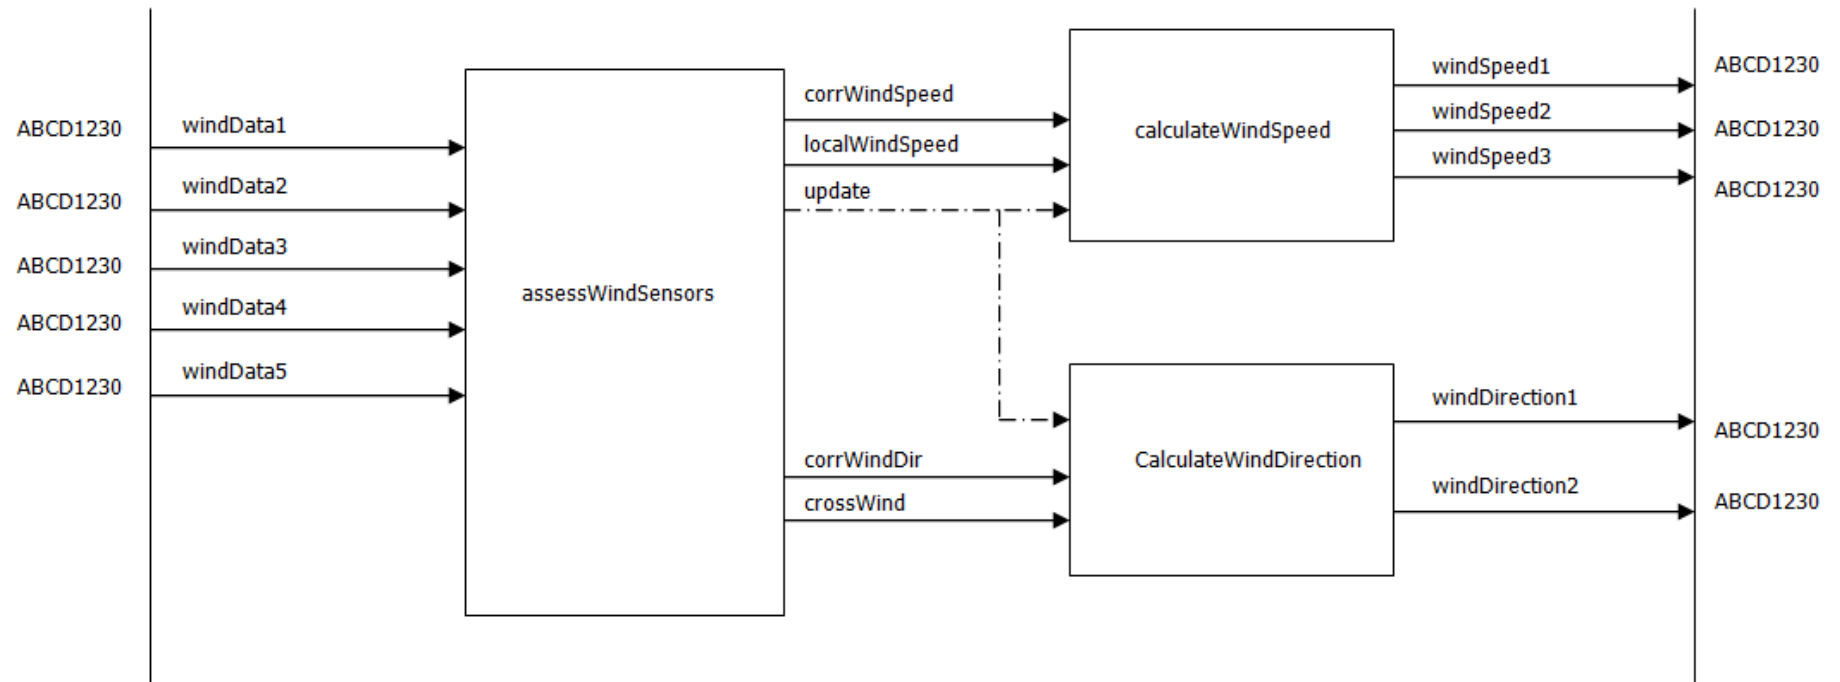 ABCD1230
ABCD1230
ABCD1230
ABCD1230
ABCD1230
windData1
windData2
windData3
windData4
windData5
assessWindSensors
corrWindSpeed
localWindSpeed
update
corrWindDir
crossWind
calculateWindSpeed
CalculateWindDirection
windSpeed1
windSpeed2
windSpeed3
windDirection1
windDirection2
ABCD1230
ABCD1230
ABCD1230
ABCD1230
ABCD1230